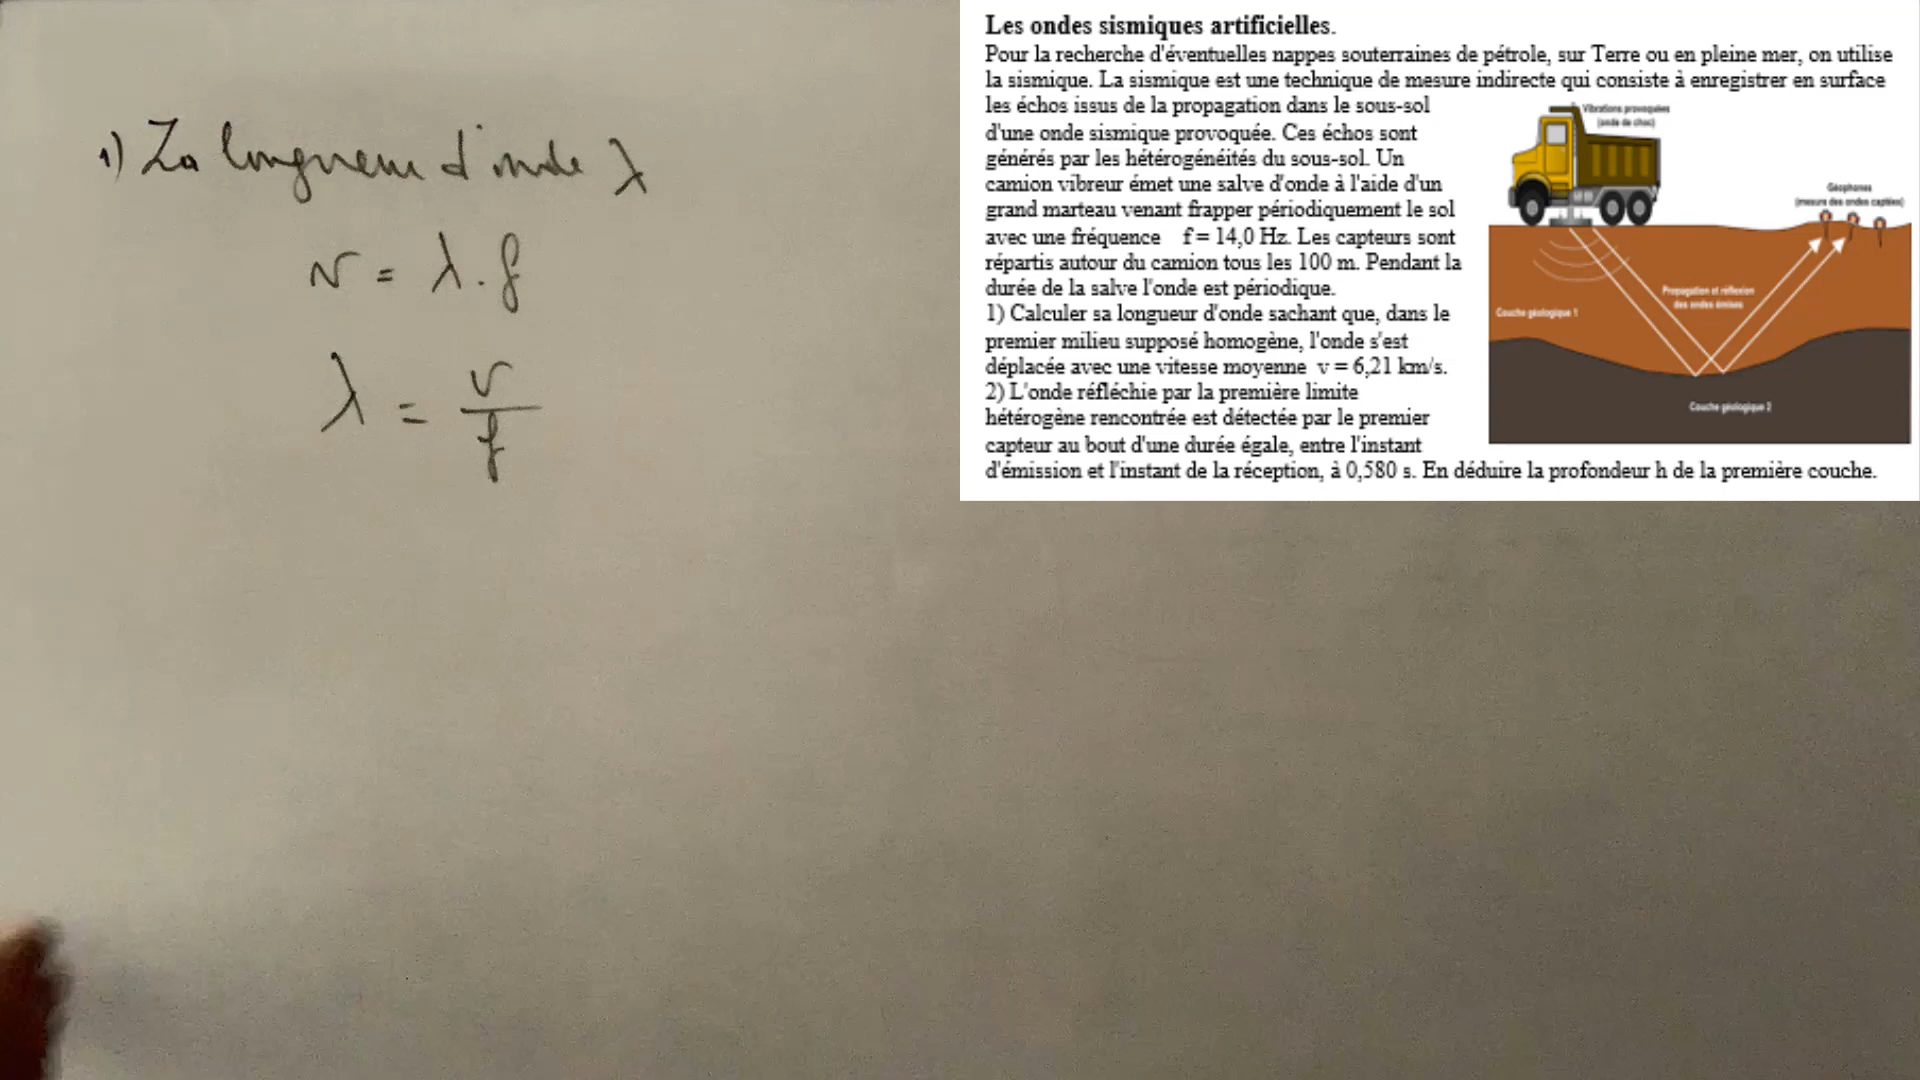 1) La longueur d'onde λ
v = λ . f
λ = v / f
Les ondes sismiques artificielles.
Pour la recherche d'éventuelles nappes souterraines de pétrole, sur Terre ou en pleine mer, on utilise
la sismique. La sismique est une technique de mesure indirecte qui consiste à enregistrer en surface
les échos issus de la propagation dans le sous-sol
d'une onde sismique provoquée. Ces échos sont
générés par les hétérogénéités du sous-sol. Un
camion vibreur émet une salve d'onde à l'aide d'un
grand marteau venant frapper périodiquement le sol
avec une fréquence f = 14,0 Hz. Les capteurs sont
répartis autour du camion tous les 100 m. Pendant la
durée de la salve l'onde est périodique.
1) Calculer sa longueur d'onde sachant que, dans le
premier milieu supposé homogène, l'onde s'est
déplacée avec une vitesse moyenne v = 6,21 km/s.
2) L'onde réfléchie par la première limite
hétérogène rencontrée est détectée par le premier
capteur au bout d'une durée égale, entre l'instant
d'émission et l'instant de la réception, à 0,580 s. En déduire la profondeur h de la première couche.
Vibrations provoquées
(onde de choc)
Géophones
(mesure des ondes captées)
Propagation et réflexion
des ondes émises
Couche géologique 1
Couche géologique 2